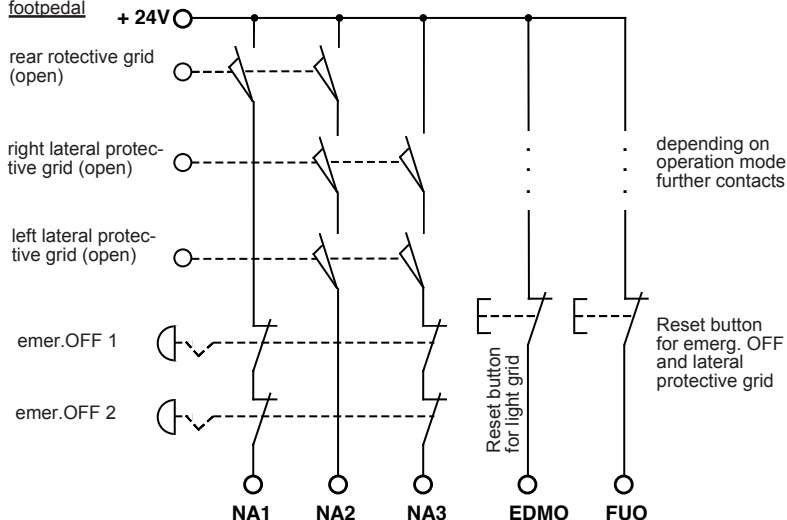 footpedal
+ 24V
rear rotective grid
(open)
right lateral protec-
tive grid (open)
depending on
operation mode
further contacts
left lateral protec-
tive grid (open)
emer.OFF 1
Reset button
for emerg. OFF
and lateral
protective grid
emer.OFF 2
Reset button
for light grid
NA1 NA2 NA3 EDMO FUO